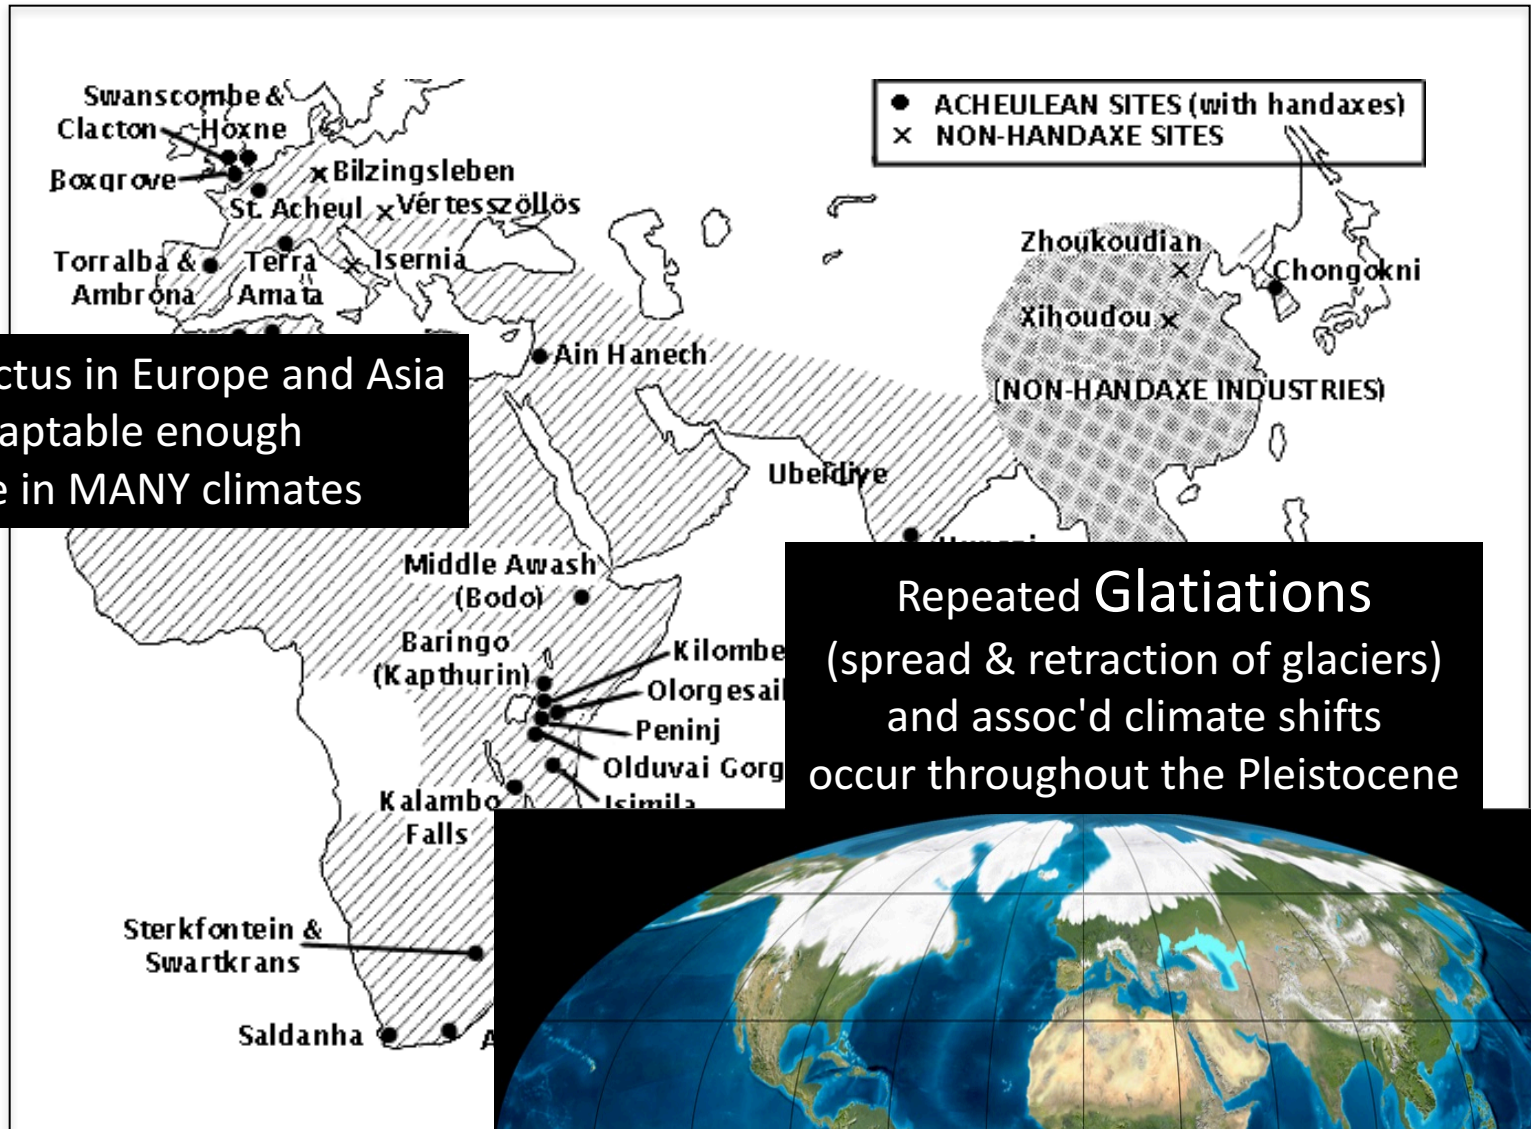 Swanscombe &
Clacton
Hoxne
Boxgrove
Bilzingsleben
St. Acheul
Vértesszöllös
Torralba &
Ambrona
Terra
Amata
Isernia
● ACHEULEAN SITES (with handaxes)
× NON-HANDAXE SITES
Zhoukoudian
Chongokni
Xihoudou
(NON-HANDAXE INDUSTRIES)
Ain Hanech
ctus in Europe and Asia
aptable enough
e in MANY climates
Ubeidiye
Middle Awash
(Bodo)
Baringo
(Kapthurin)
Kilombe
Olorgesail
Peninj
Olduvai Gorg
Isimila
Kalambo
Falls
Repeated Glatiations
(spread & retraction of glaciers)
and assoc'd climate shifts
occur throughout the Pleistocene
Sterkfontein &
Swartkrans
Saldanha
A